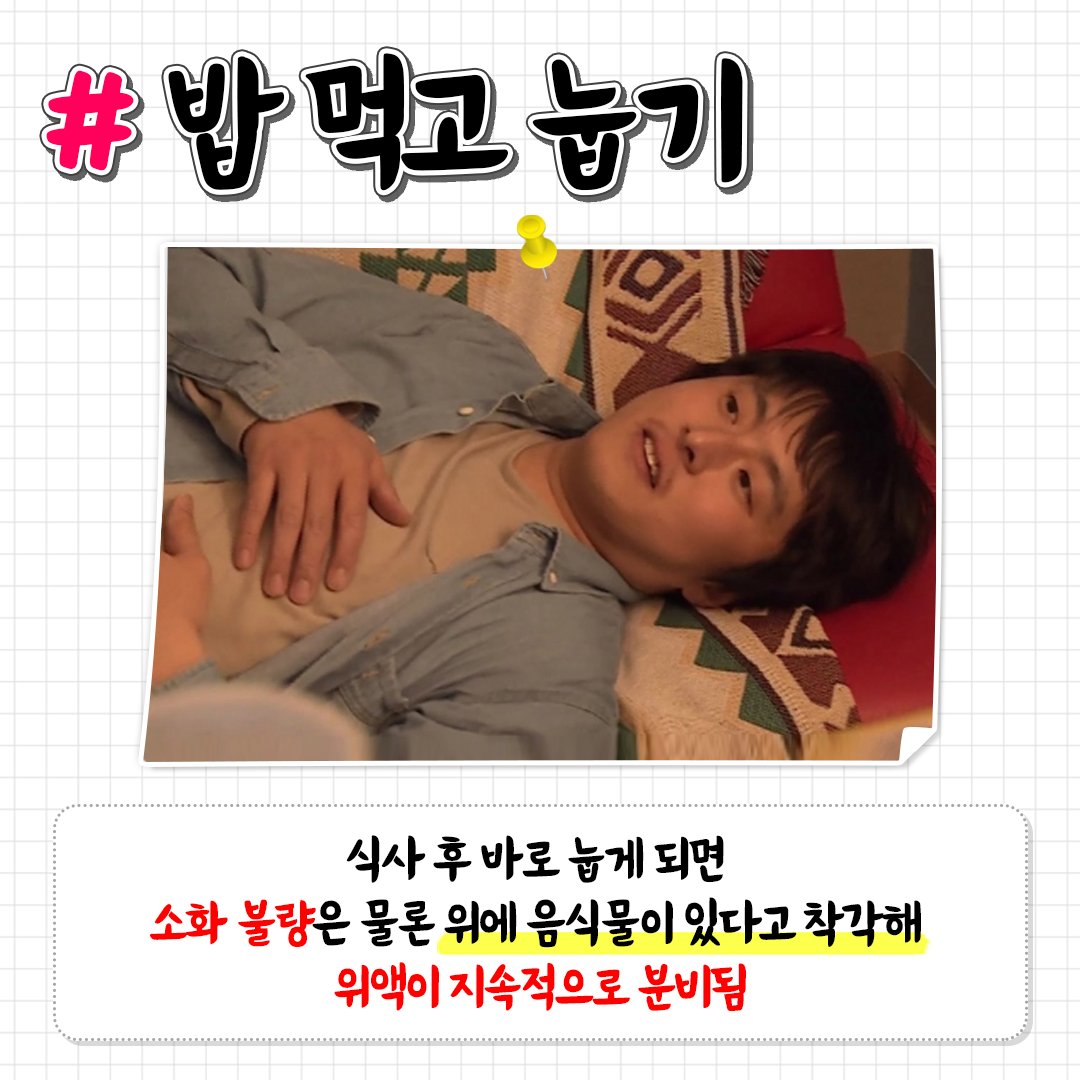 # 밥 먹고 눕기
식사 후 바로 눕게 되면
소화 불량은 물론 위에 음식물이 있다고 착각해
위액이 지속적으로 분비됨